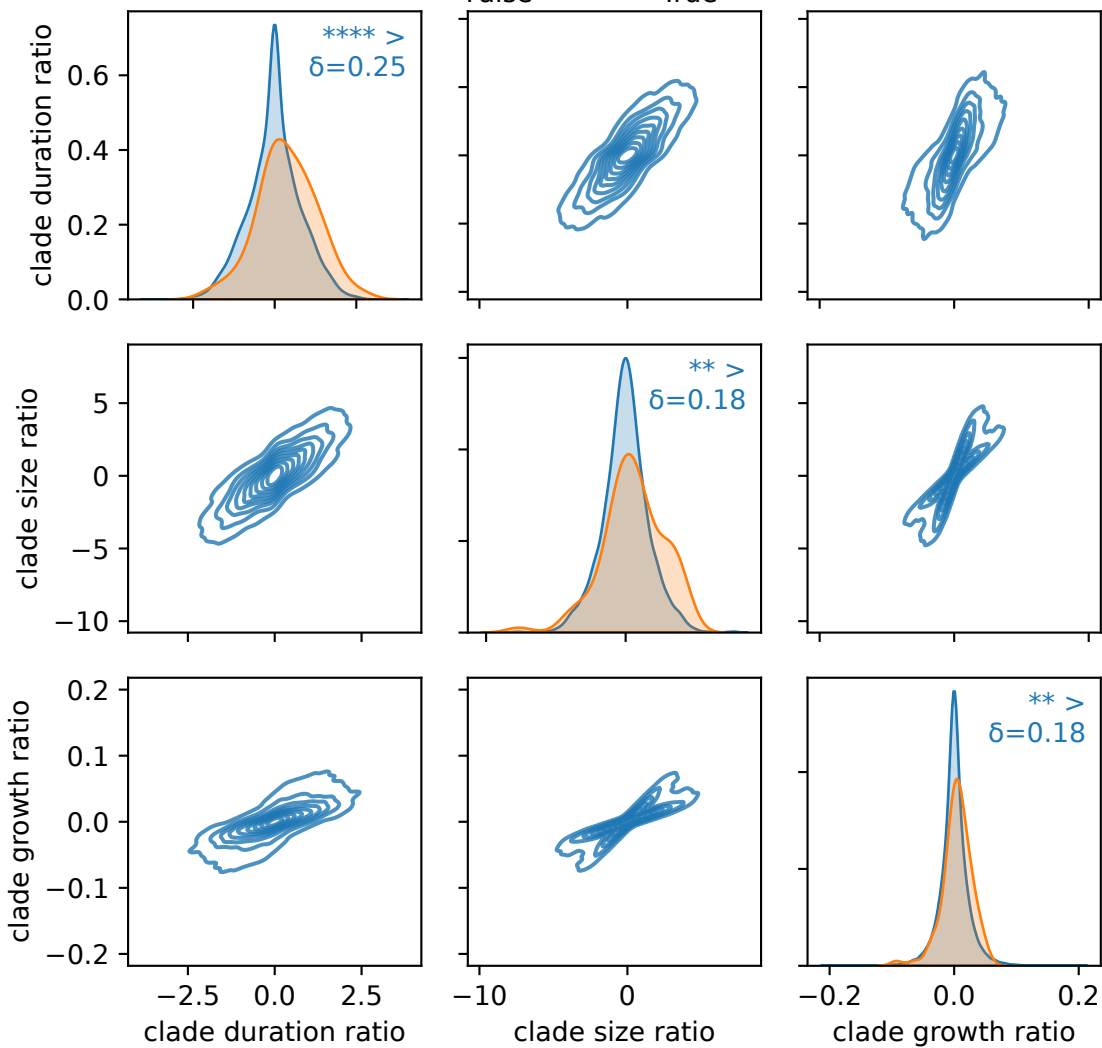 clade duration ratio
0.6
0.4
0.2
0.0
**** >
δ=0.25
clade size ratio
5
0
−5
−10
** >
δ=0.18
clade growth ratio
0.2
0.1
0.0
−0.1
−0.2
** >
δ=0.18
−2.5 0.0 2.5
−10 0
−0.2 0.0 0.2
clade duration ratio
clade size ratio
clade growth ratio